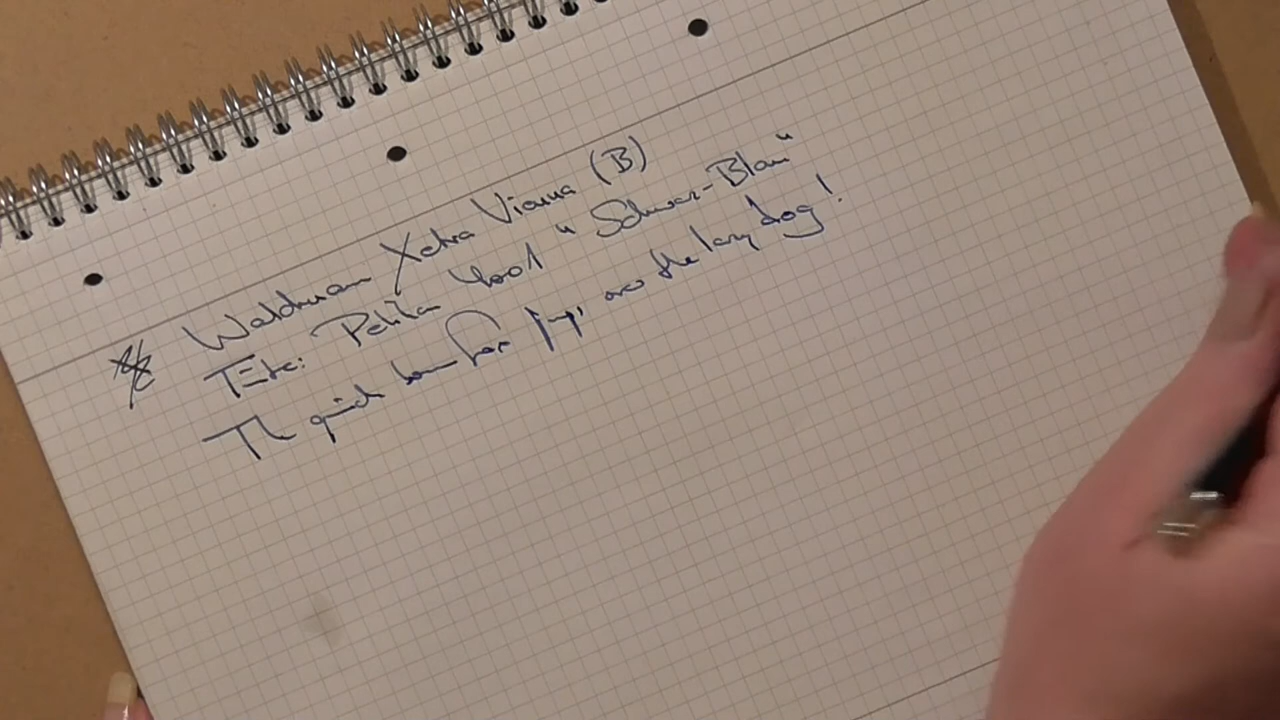 Waldmann Xetra Vienna (B)
Tinte: Pelikan 4001 "Schwarz-Blau"
The quick brown fox jumps over the lazy dog!